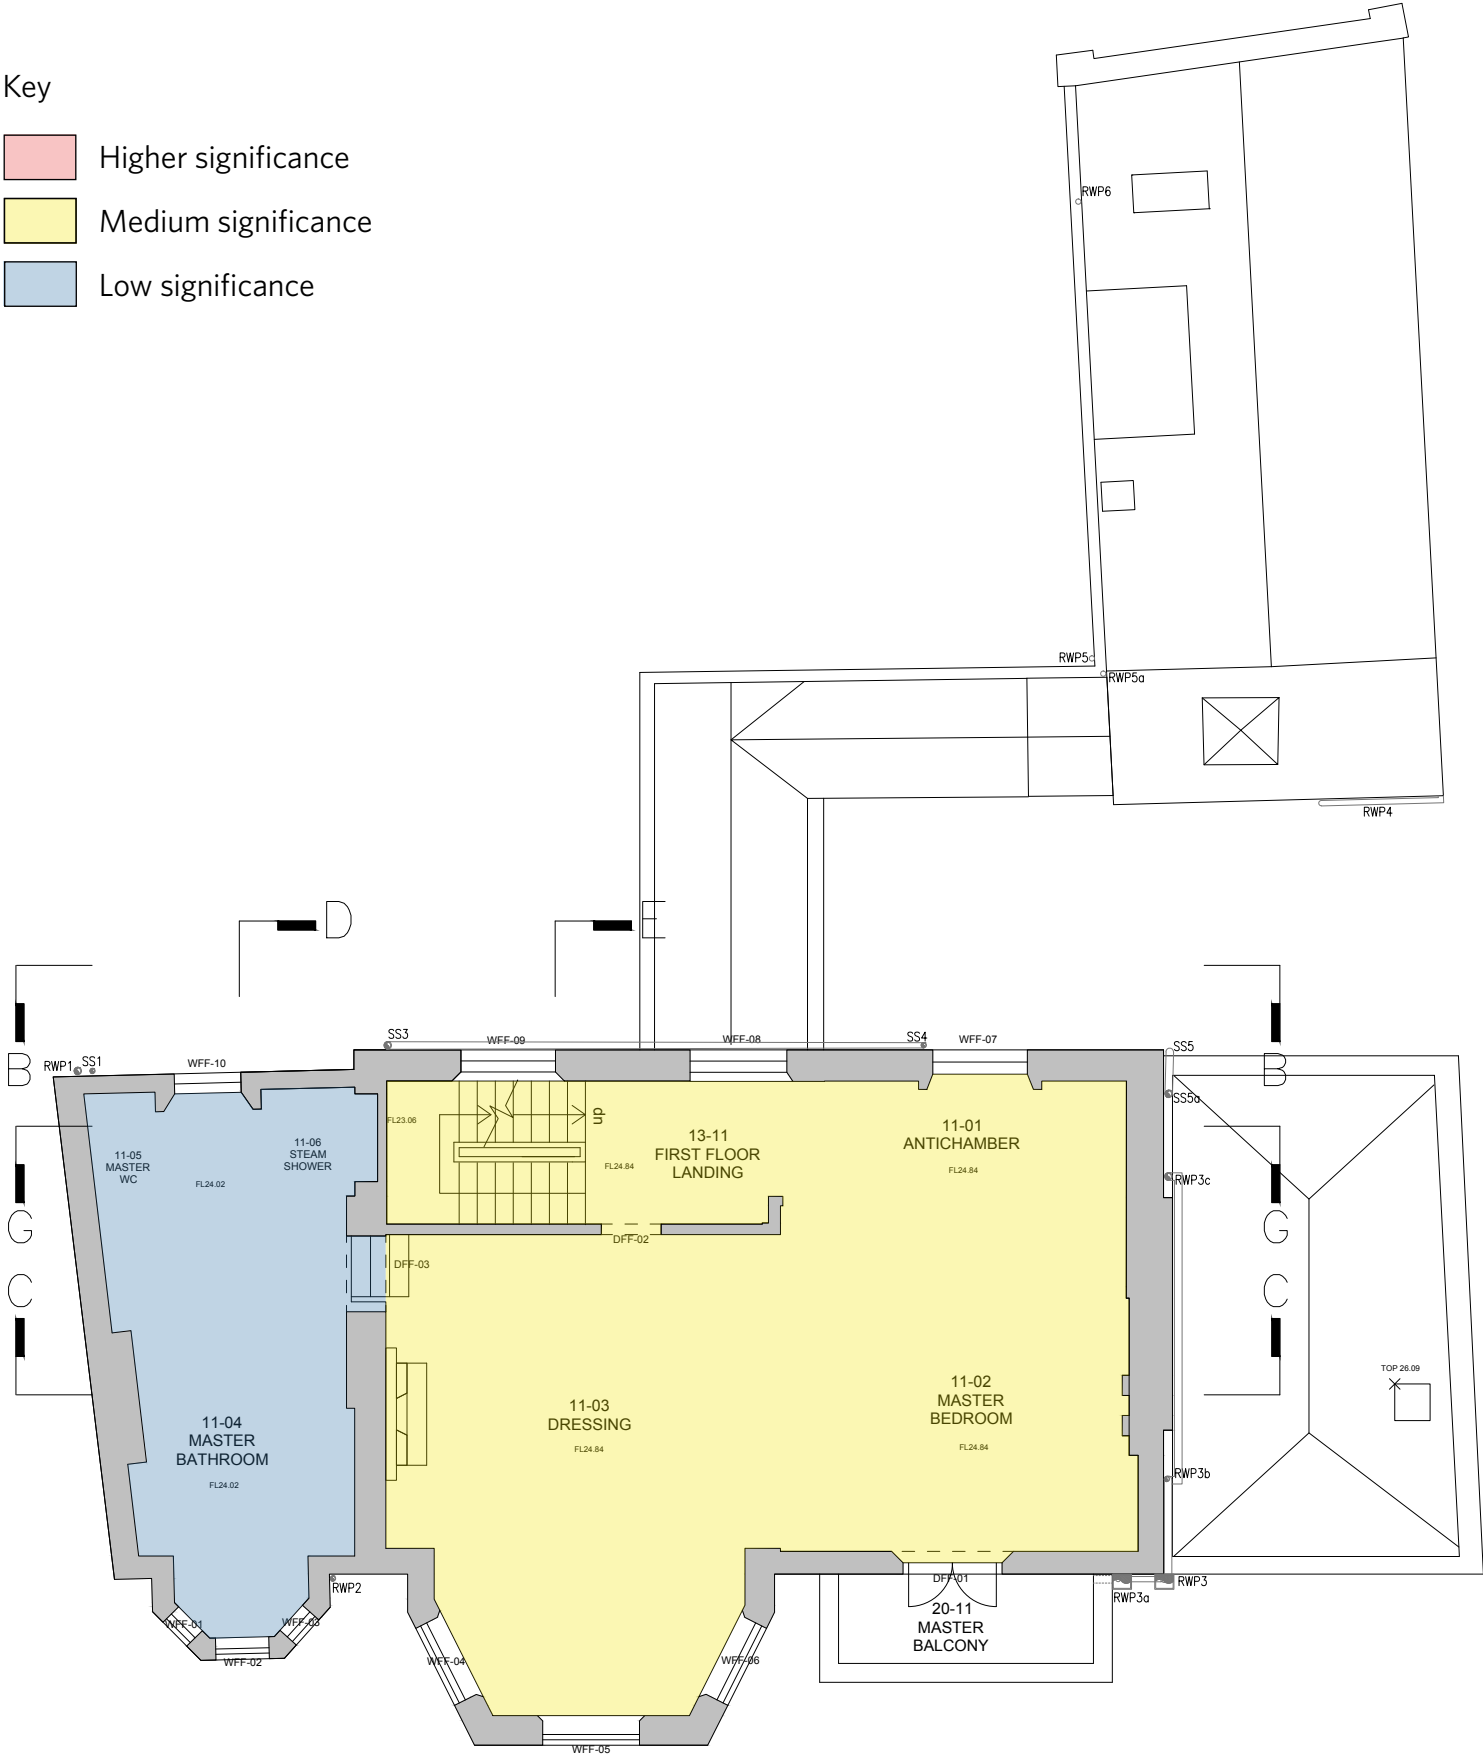 Key
Higher significance
Medium significance
Low significance
RWP6
RWP5
RWP5a
RWP4
D
E
B
B
SS3
WFF-09
WFF-08
SS4
WFF-07
SS5
RWP1
SS1
WFF-10
SS5a
FL23.06
up
13-11
FIRST FLOOR
LANDING
FL24.84
11-01
ANTICHAMBER
FL24.84
11-05
MASTER
WC
11-06
STEAM
SHOWER
FL24.02
RWP3c
G
G
DFF-02
DFF-03
C
C
TOP 26.09
11-04
MASTER
BATHROOM
FL24.02
11-03
DRESSING
FL24.84
11-02
MASTER
BEDROOM
FL24.84
RWP3b
RWP2
DFF-01
RWP3a
RWP3
20-11
MASTER
BALCONY
WFF-01
WFF-03
WFF-02
WFF-04
WFF-06
WFF-05